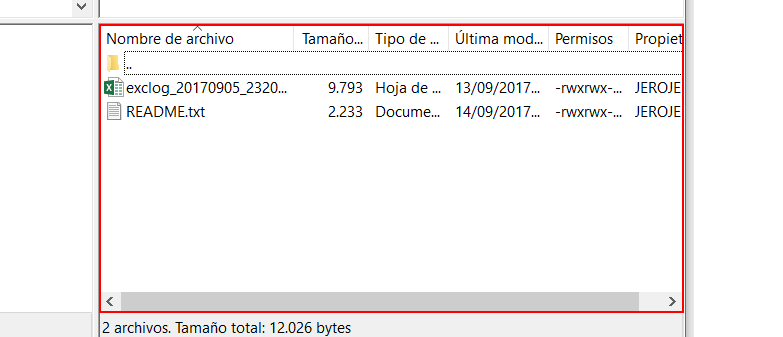 Nombre de archivo Tamaño... Tipo de ... Última mod... Permisos Propiet
..
exclog_20170905_2320... 9.793 Hoja de ... 13/09/2017... -rwxrwx-... JEROJE
README.txt 2.233 Docume... 14/09/2017... -rwxrwx-... JEROJE
2 archivos. Tamaño total: 12.026 bytes